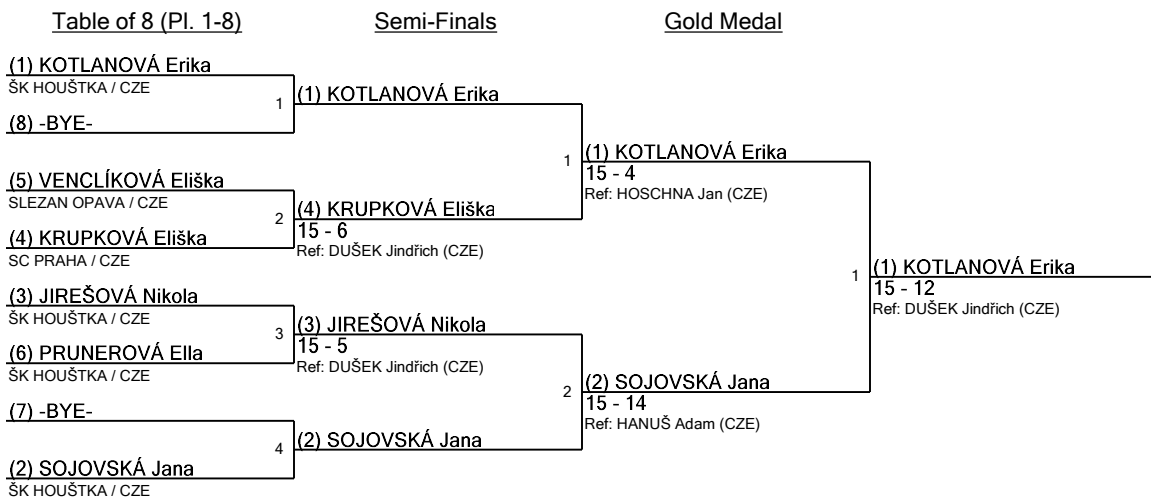 Table of 8 (Pl. 1-8)
Semi-Finals
Gold Medal
(1) KOTLANOVÁ Erika
ŠK HOUŠTKA / CZE
1
(1) KOTLANOVÁ Erika
(8) -BYE-
1
(1) KOTLANOVÁ Erika
15 - 4
Ref: HOSCHNA Jan (CZE)
(5) VENCLÍKOVÁ Eliška
SLEZAN OPAVA / CZE
2
(4) KRUPKOVÁ Eliška
15 - 6
Ref: DUŠEK Jindřich (CZE)
(4) KRUPKOVÁ Eliška
SC PRAHA / CZE
1
(1) KOTLANOVÁ Erika
15 - 12
Ref: DUŠEK Jindřich (CZE)
(3) JIREŠOVÁ Nikola
ŠK HOUŠTKA / CZE
3
(3) JIREŠOVÁ Nikola
15 - 5
Ref: DUŠEK Jindřich (CZE)
(6) PRUNEROVÁ Ella
ŠK HOUŠTKA / CZE
2
(2) SOJOVSKÁ Jana
15 - 14
Ref: HANUŠ Adam (CZE)
(7) -BYE-
4
(2) SOJOVSKÁ Jana
(2) SOJOVSKÁ Jana
ŠK HOUŠTKA / CZE